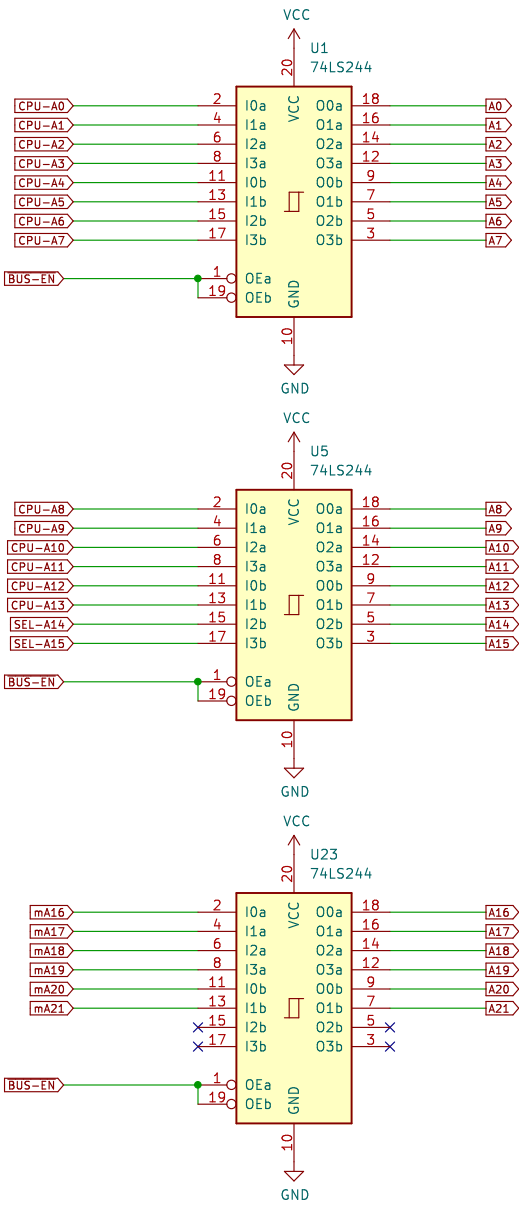 VCC
U1
74LS244
20
CPU-A0 2 I0a VCC O0a 18 A0
CPU-A1 4 I1a O1a 16 A1
CPU-A2 6 I2a O2a 14 A2
CPU-A3 8 I3a O3a 12 A3
CPU-A4 11 I0b O0b 9 A4
CPU-A5 13 I1b O1b 7 A5
CPU-A6 15 I2b O2b 5 A6
CPU-A7 17 I3b O3b 3 A7
BUS-EN 1 OEa
19 OEb GND
10
GND
VCC
U5
74LS244
20
CPU-A8 2 I0a VCC O0a 18 A8
CPU-A9 4 I1a O1a 16 A9
CPU-A10 6 I2a O2a 14 A10
CPU-A11 8 I3a O3a 12 A11
CPU-A12 11 I0b O0b 9 A12
CPU-A13 13 I1b O1b 7 A13
SEL-A14 15 I2b O2b 5 A14
SEL-A15 17 I3b O3b 3 A15
BUS-EN 1 OEa
19 OEb GND
10
GND
VCC
U23
74LS244
20
mA16 2 I0a VCC O0a 18 A16
mA17 4 I1a O1a 16 A17
mA18 6 I2a O2a 14 A18
mA19 8 I3a O3a 12 A19
mA20 11 I0b O0b 9 A20
mA21 13 I1b O1b 7 A21
15 I2b O2b 5
17 I3b O3b 3
BUS-EN 1 OEa
19 OEb GND
10
GND